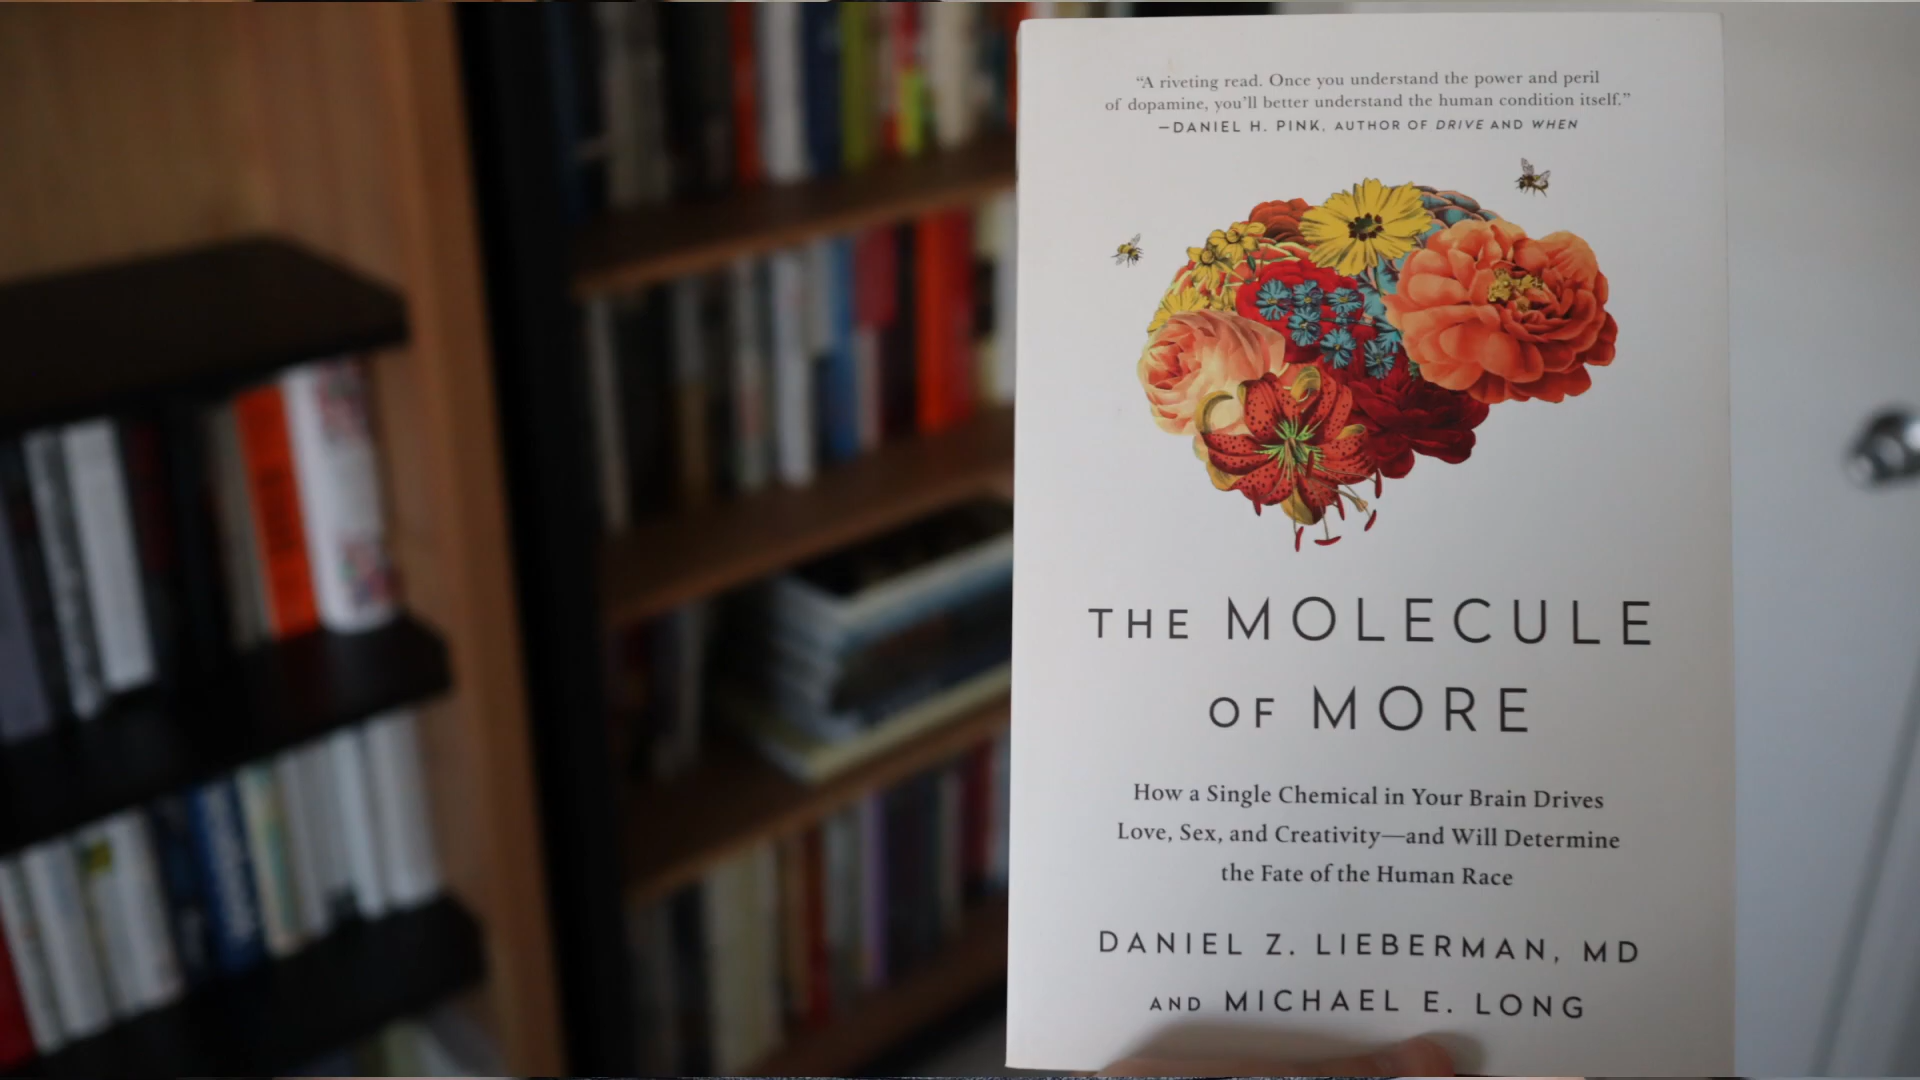 “A riveting read. Once you understand the power and peril
of dopamine, you’ll better understand the human condition itself.”
—DANIEL H. PINK, AUTHOR OF DRIVE AND WHEN
THE MOLECULE
OF MORE
How a Single Chemical in Your Brain Drives
Love, Sex, and Creativity—and Will Determine
the Fate of the Human Race
DANIEL Z. LIEBERMAN, MD
AND MICHAEL E. LONG